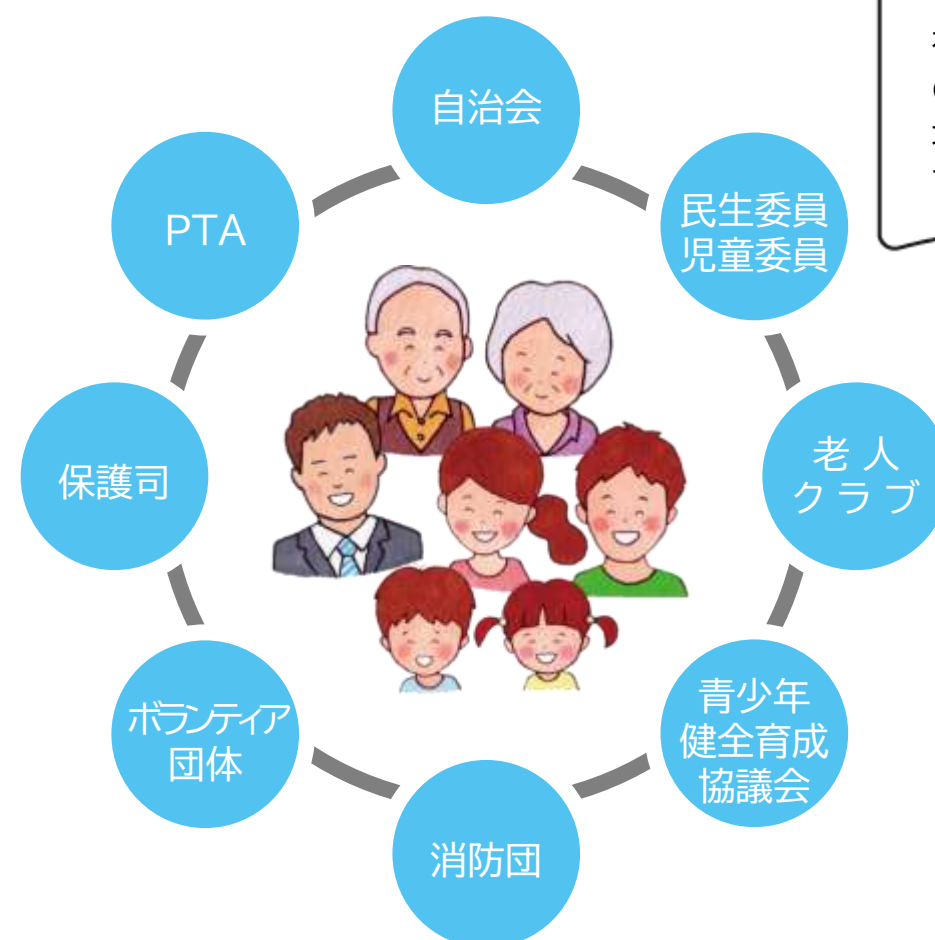 自治会
民生委員
児童委員
老人
クラブ
青少年
健全育成
協議会
消防団
ボランティア
団体
保護司
PTA